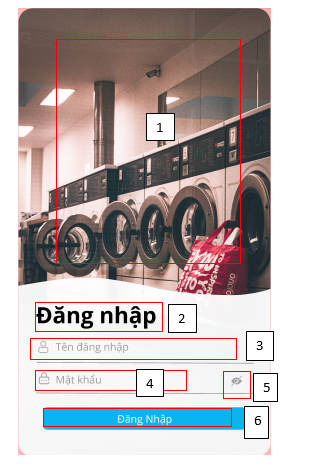 1
Đăng nhập
2
Tên đăng nhập
3
Mật khẩu
4
5
Đăng Nhập
6